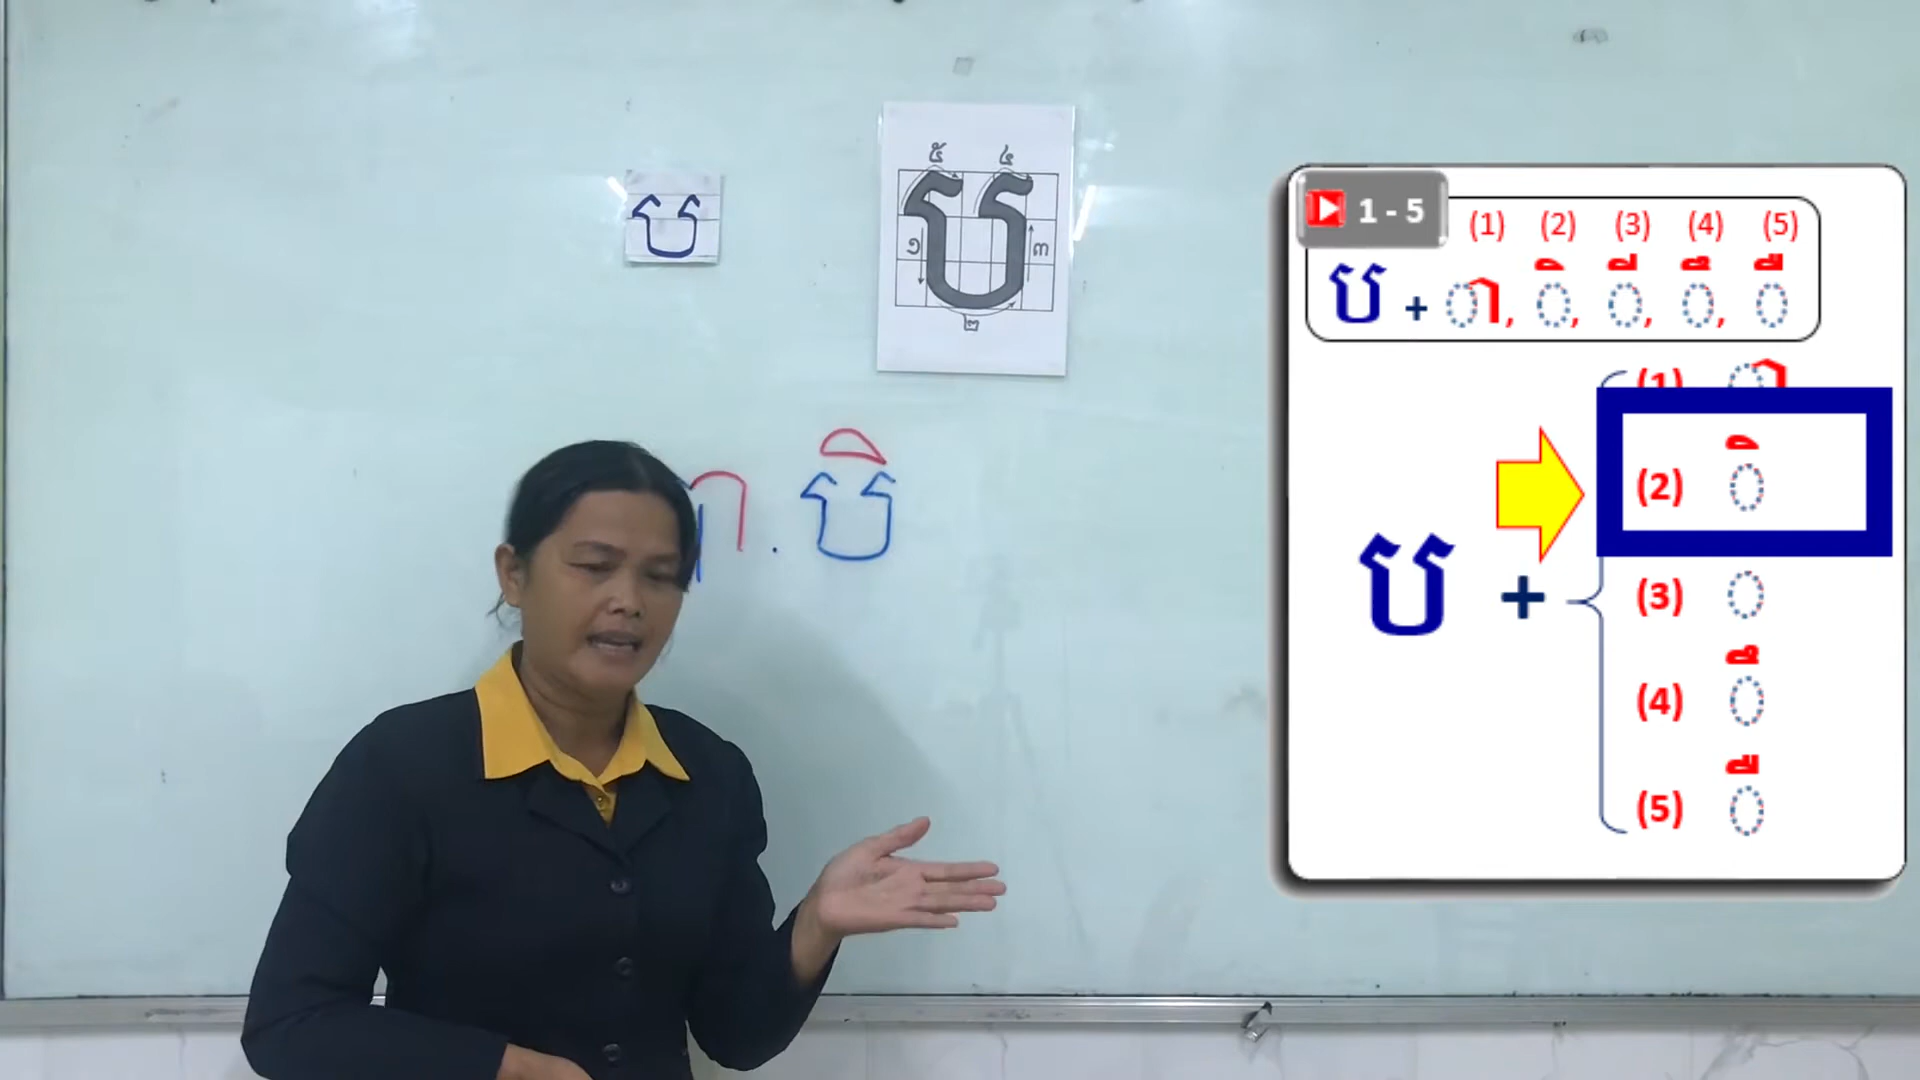 ប
៥ ៤
ប
១ ៣
២
. បិ
1 - 5 (1) (2) (3) (4) (5)
ប + ◌ា, ◌ិ, ◌ី, ◌ឹ, ◌ឺ
(1) ◌ា
(2) ◌ិ
ប +
(3) ◌
(4) ◌ឹ
(5) ◌ឺ